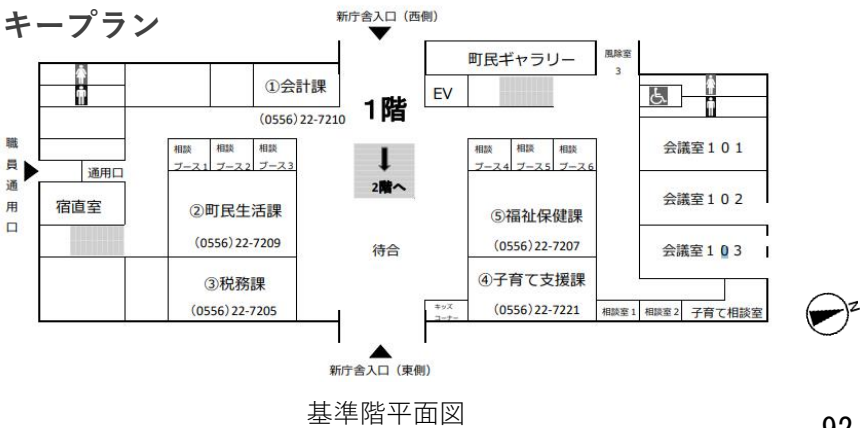 キープラン
新庁舎入口（西側）
町民ギャラリー
風除室
3
①会計課
(0556)22-7210
1階
EV
2階へ
待合
職員通用口
通用口
宿直室
相談
ブース1
相談
ブース2
相談
ブース3
②町民生活課
(0556)22-7209
③税務課
(0556)22-7205
相談
ブース4
相談
ブース5
相談
ブース6
⑤福祉保健課
(0556)22-7207
④子育て支援課
(0556)22-7221
キッズ
コーナー
会議室101
会議室102
会議室103
相談室1
相談室2
子育て相談室
N
新庁舎入口（東側）
基準階平面図
92